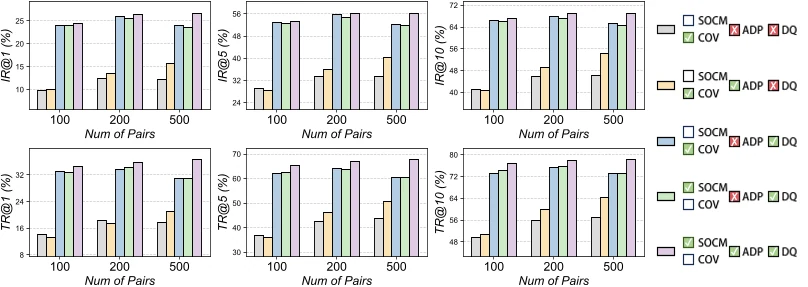 IR@1 (%)
25
20
15
10
100 200 500
Num of Pairs
IR@5 (%)
56
48
40
32
24
100 200 500
Num of Pairs
IR@10 (%)
72
64
56
48
40
100 200 500
Num of Pairs
TR@1 (%)
32
24
16
8
100 200 500
Num of Pairs
TR@5 (%)
70
60
50
40
30
100 200 500
Num of Pairs
TR@10 (%)
80
72
64
56
48
100 200 500
Num of Pairs
SOCM
COV ADP DQ
SOCM
COV ADP DQ
SOCM
COV ADP DQ
SOCM
COV ADP DQ
SOCM
COV ADP DQ